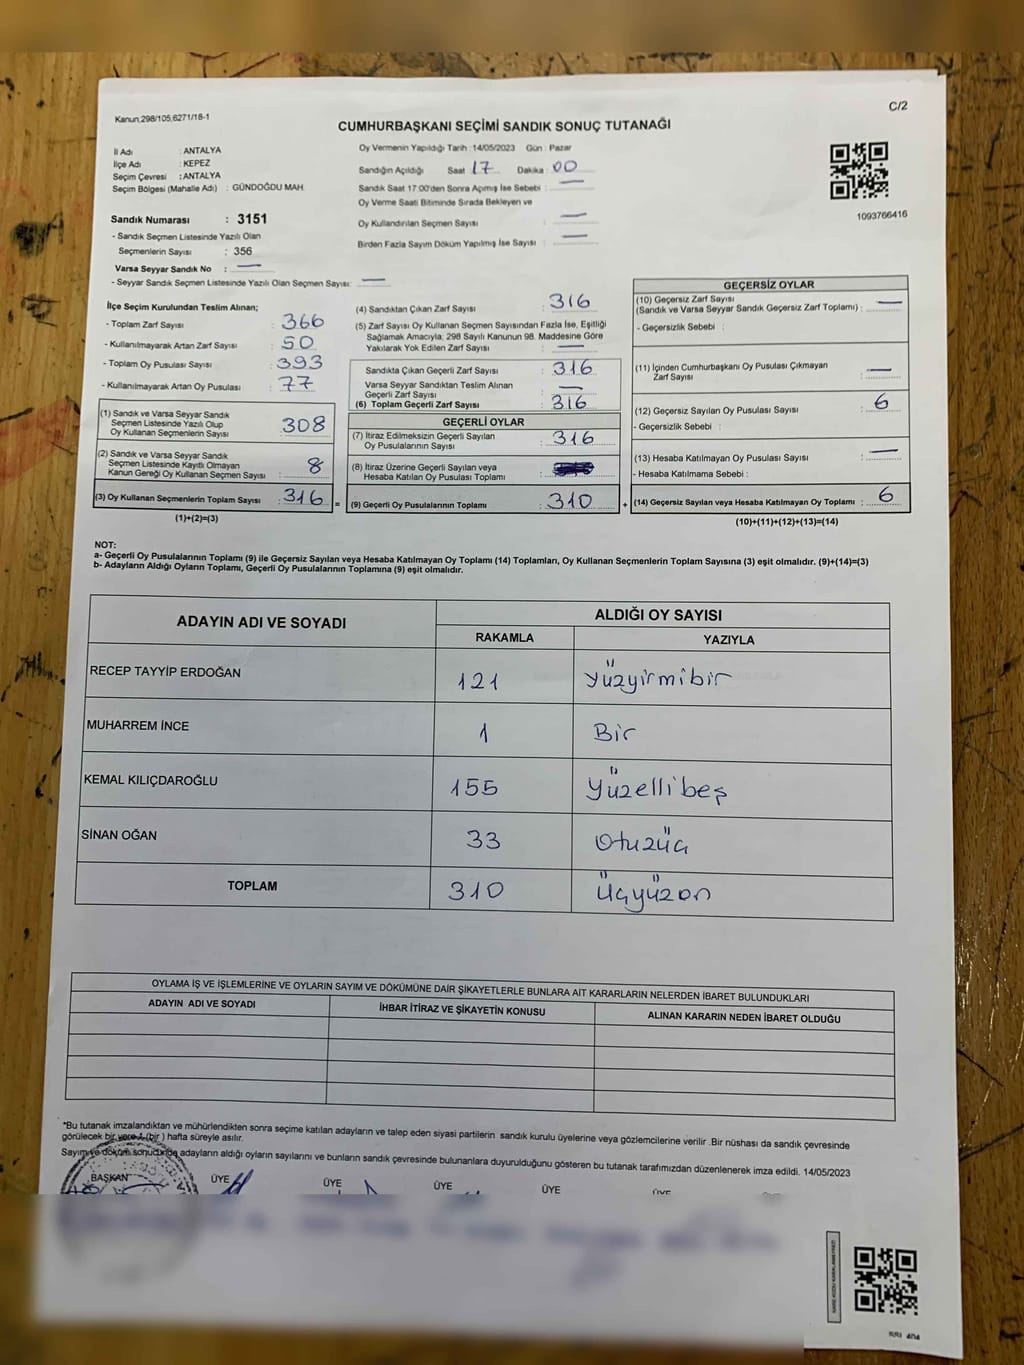 C/2
Kanun,298/105,6271/18-1
CUMHURBAŞKANI SEÇİMİ SANDIK SONUÇ TUTANAĞI
İl Adı : ANTALYA
İlçe Adı : KEPEZ
Seçim Çevresi : ANTALYA
Seçim Bölgesi (Mahalle Adı) : GÜNDOĞDU MAH.
Sandık Numarası : 3151
- Sandık Seçmen Listesinde Yazılı Olan
Seçmenlerin Sayısı : 356
Varsa Seyyar Sandık No :
- Seyyar Sandık Seçmen Listesinde Yazılı Olan Seçmen Sayısı:
Oy Vermenin Yapıldığı Tarih :14/05/2023 Gün : Pazar
Sandığın Açıldığı Saat : 17 Dakika : 00
Sandık Saat 17:00'den Sonra Açmış İse Sebebi :
Oy Verme Saati Bitiminde Sırada Bekleyen ve
Oy Kullandırılan Seçmen Sayısı :
Birden Fazla Sayım Döküm Yapılmış İse Sayısı :
1093766416
İlçe Seçim Kurulundan Teslim Alınan;
- Toplam Zarf Sayısı : 366
- Kullanılmayarak Artan Zarf Sayısı : 50
- Toplam Oy Pusulası Sayısı : 393
- Kullanılmayarak Artan Oy Pusulası : 77
(1) Sandık ve Varsa Seyyar Sandık
Seçmen Listesinde Yazılı Olup
Oy Kullanan Seçmenlerin Sayısı : 308
(2) Sandık ve Varsa Seyyar Sandık
Seçmen Listesinde Kayıtlı Olmayan
Kanun Gereği Oy Kullanan Seçmen Sayısı : 8
(3) Oy Kullanan Seçmenlerin Toplam Sayısı : 316 =
(1)+(2)=(3)
(4) Sandıktan Çıkan Zarf Sayısı : 316
(5) Zarf Sayısı Oy Kullanan Seçmen Sayısından Fazla İse, Eşitliği
Sağlamak Amacıyla; 298 Sayılı Kanunun 98. Maddesine Göre
Yakılarak Yok Edilen Zarf Sayısı :
Sandıkta Çıkan Geçerli Zarf Sayısı : 316
Varsa Seyyar Sandıktan Teslim Alınan
Geçerli Zarf Sayısı :
(6) Toplam Geçerli Zarf Sayısı : 316
GEÇERLİ OYLAR
(7) İtiraz Edilmeksizin Geçerli Sayılan
Oy Pusulalarının Sayısı : 316
(8) İtiraz Üzerine Geçerli Sayılan veya
Hesaba Katılan Oy Pusulası Toplamı :
(9) Geçerli Oy Pusulalarının Toplamı : 310 +
GEÇERSİZ OYLAR
(10) Geçersiz Zarf Sayısı
(Sandık ve Varsa Seyyar Sandık Geçersiz Zarf Toplamı) :
- Geçersizlik Sebebi :
(11) İçinden Cumhurbaşkanı Oy Pusulası Çıkmayan
Zarf Sayısı :
(12) Geçersiz Sayılan Oy Pusulası Sayısı : 6
- Geçersizlik Sebebi :
(13) Hesaba Katılmayan Oy Pusulası Sayısı :
- Hesaba Katılmama Sebebi :
(14) Geçersiz Sayılan veya Hesaba Katılmayan Oy Toplamı : 6
(10)+(11)+(12)+(13)=(14)
NOT:
a- Geçerli Oy Pusulalarının Toplamı (9) ile Geçersiz Sayılan veya Hesaba Katılmayan Oy Toplamı (14) Toplamları, Oy Kullanan Seçmenlerin Toplam Sayısına (3) eşit olmalıdır. (9)+(14)=(3)
b- Adayların Aldığı Oyların Toplamı, Geçerli Oy Pusulalarının Toplamına (9) eşit olmalıdır.
ADAYIN ADI VE SOYADI
ALDIĞI OY SAYISI
RAKAMLA YAZIYLA
RECEP TAYYİP ERDOĞAN 121 Yüzyirmibir
MUHARREM İNCE 1 Bir
KEMAL KILIÇDAROĞLU 155 Yüzellibeş
SİNAN OĞAN 33 Otuzüç
TOPLAM 310 Üçyüzon
OYLAMA İŞ VE İŞLEMLERİNE VE OYLARIN SAYIM VE DÖKÜMÜNE DAİR ŞİKAYETLERLE BUNLARA AİT KARARLARIN NELERDEN İBARET BULUNDUKLARI
ADAYIN ADI VE SOYADI İHBAR İTİRAZ VE ŞİKAYETİN KONUSU ALINAN KARARIN NEDEN İBARET OLDUĞU
*Bu tutanak imzalandıktan ve mühürlendikten sonra seçime katılan adayların ve talep eden siyasi partilerin sandık kurulu üyelerine veya gözlemcilerine verilir .Bir nüshası da sandık çevresinde
görülecek bir yere 1 (bir ) hafta süreyle asılır.
Sayım ve döküm sonucunda adayların aldığı oyların sayılarını ve bunların sandık çevresinde bulunanlara duyurulduğunu gösteren bu tutanak tarafımızdan düzenlenerek imza edildi. 14/05/2023
BAŞKAN ÜYE ÜYE ÜYE ÜYE ÜYE